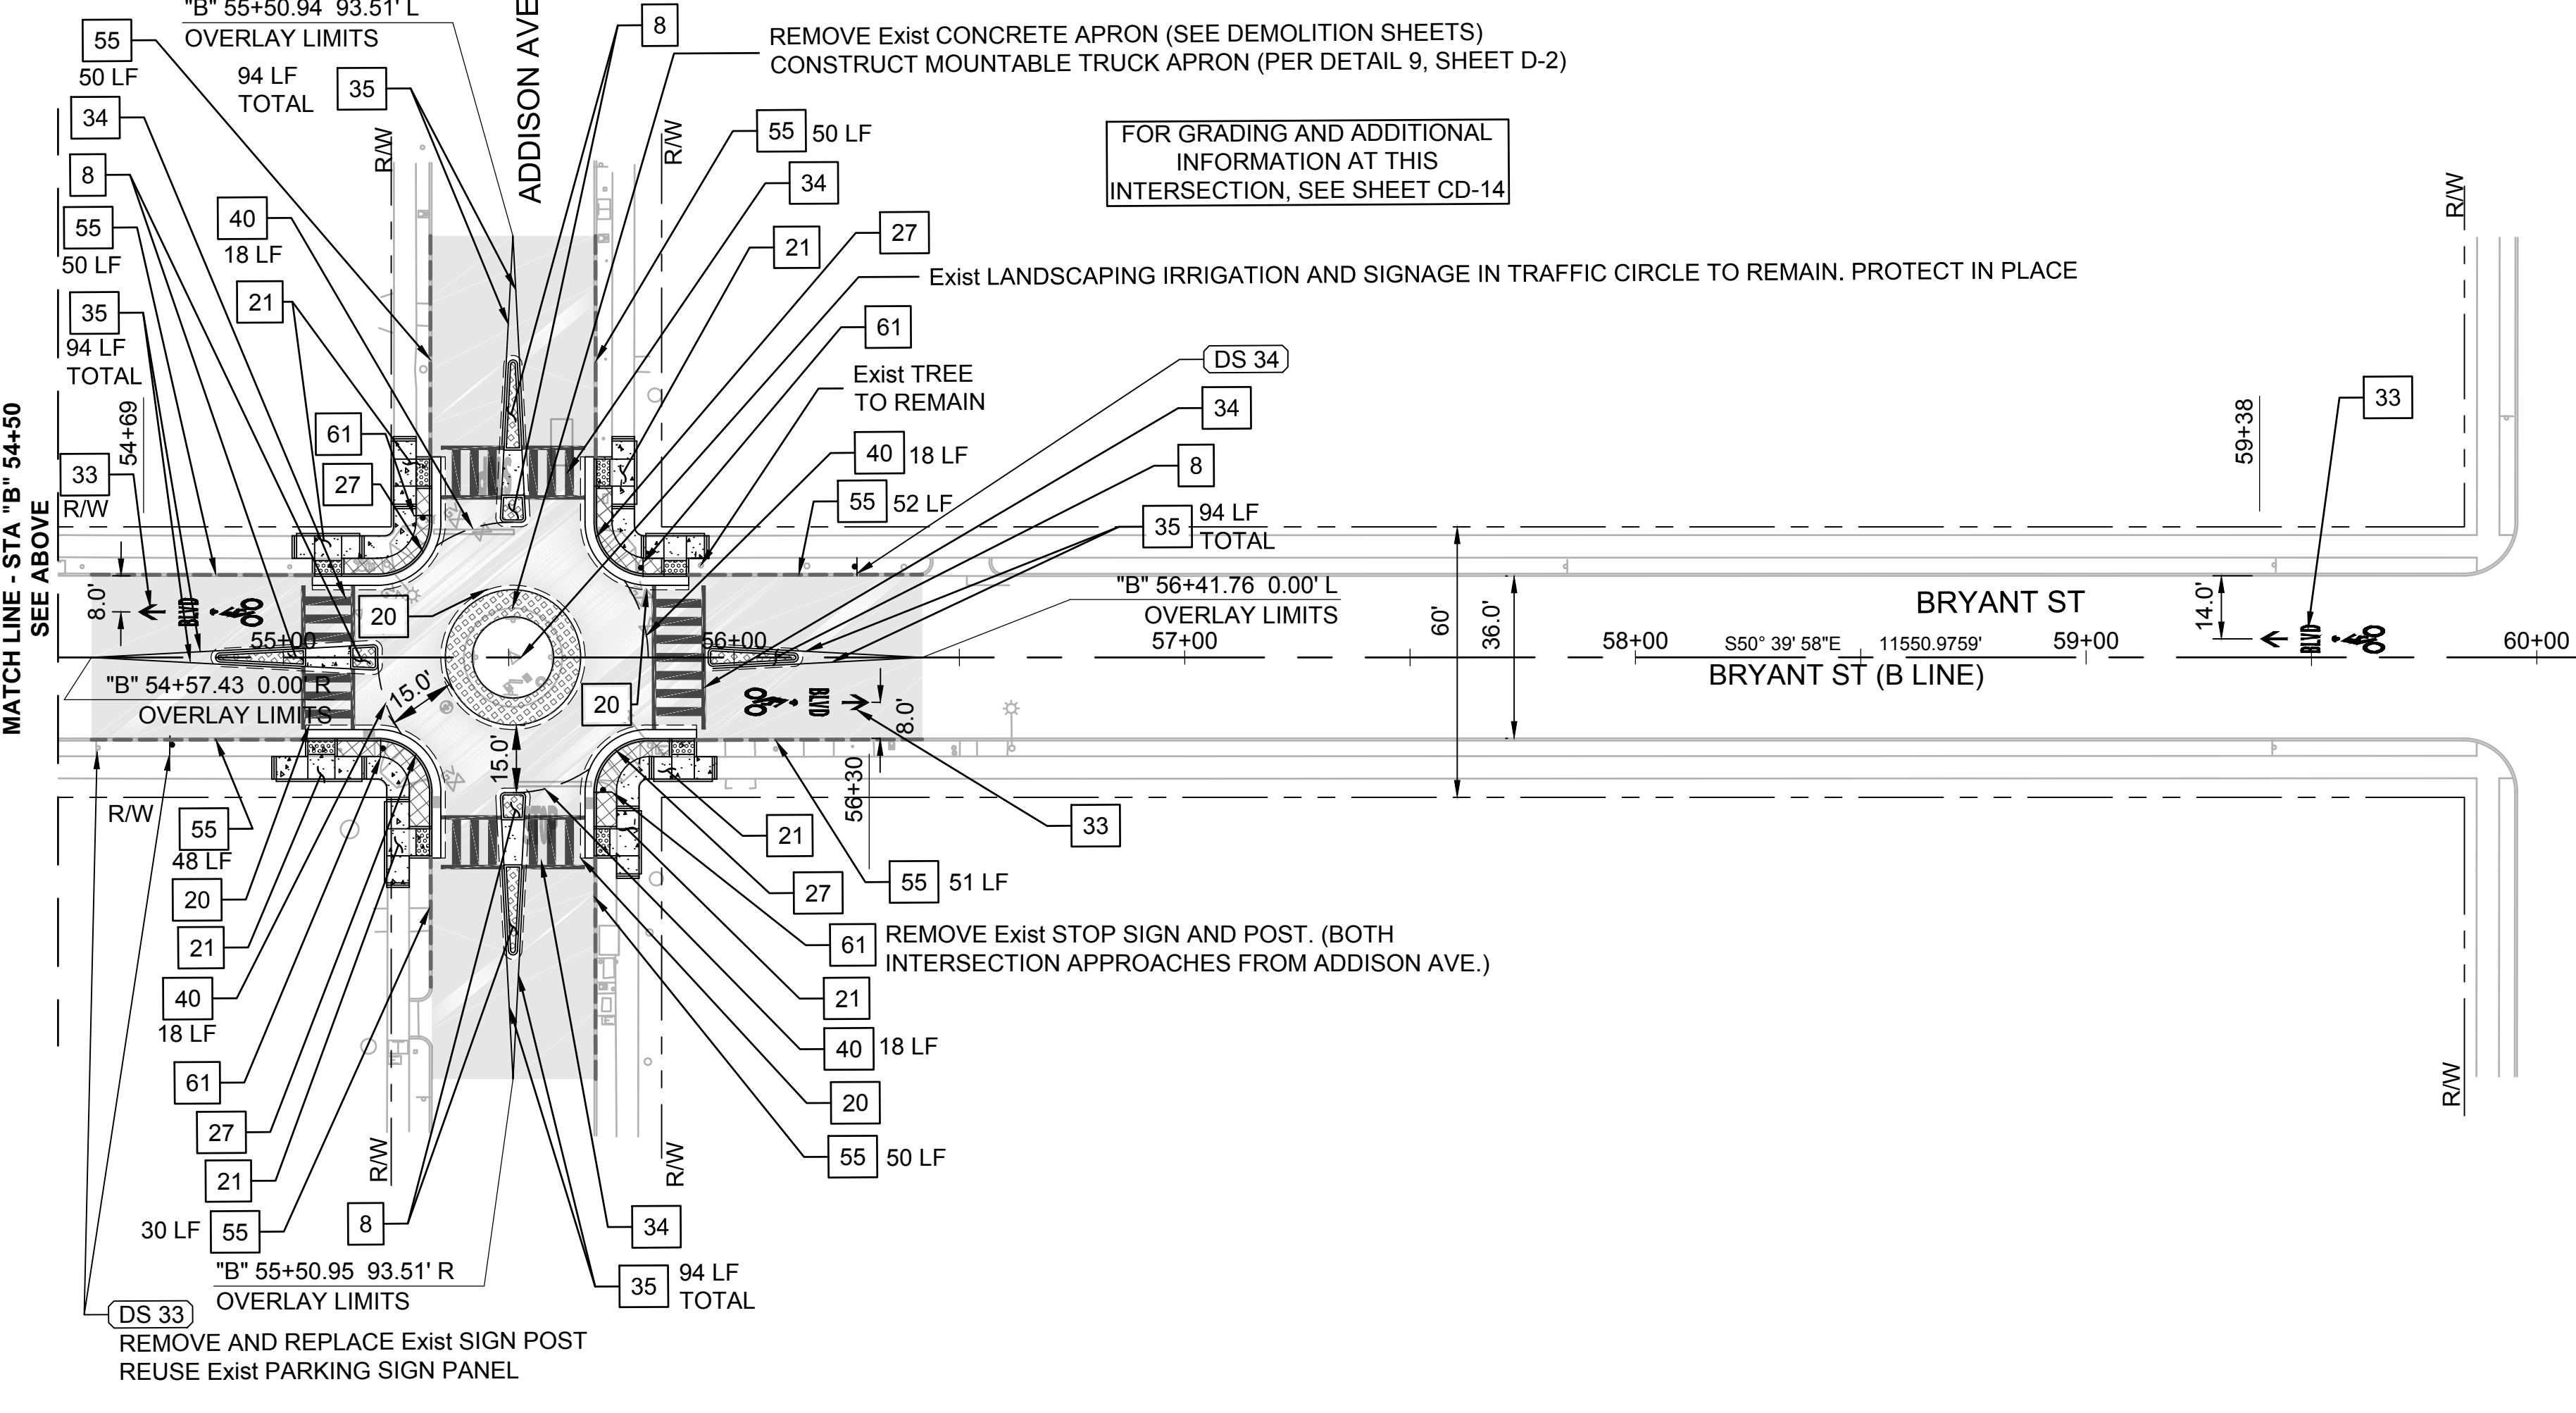 "B" 55+50.94 93.51' L
OVERLAY LIMITS
ADDISON AVE
8
REMOVE Exist CONCRETE APRON (SEE DEMOLITION SHEETS)
CONSTRUCT MOUNTABLE TRUCK APRON (PER DETAIL 9, SHEET D-2)
55
50 LF
94 LF
TOTAL
35
34
R/W
R/W
55 50 LF
FOR GRADING AND ADDITIONAL
INFORMATION AT THIS
INTERSECTION, SEE SHEET CD-14
8
34
R/W
55
50 LF
40
18 LF
27
21
Exist LANDSCAPING IRRIGATION AND SIGNAGE IN TRAFFIC CIRCLE TO REMAIN. PROTECT IN PLACE
21
35
94 LF
TOTAL
61
DS 34
Exist TREE
TO REMAIN
34
33
59+38
54+69
MATCH LINE - STA "B" 54+50
SEE ABOVE
61
33
R/W
27
40 18 LF
8
55 52 LF
35
94 LF
TOTAL
8.0'
BLVD
20
"B" 56+41.76 0.00' L
OVERLAY LIMITS
60'
36.0'
BRYANT ST
14.0'
BLVD
55+00
56+00
57+00
58+00
S50° 39' 58"E
11550.9759'
59+00
60+00
BRYANT ST (B LINE)
"B" 54+57.43 0.00' R
OVERLAY LIMITS
15.0'
20
BLVD
8.0'
15.0'
56+30
R/W
55
48 LF
21
33
20
27
55 51 LF
21
61
REMOVE Exist STOP SIGN AND POST. (BOTH
INTERSECTION APPROACHES FROM ADDISON AVE.)
40
18 LF
21
40 18 LF
61
20
R/W
27
R/W
R/W
55 50 LF
21
30 LF 55
8
34
"B" 55+50.95 93.51' R
OVERLAY LIMITS
35
94 LF
TOTAL
DS 33
REMOVE AND REPLACE Exist SIGN POST
REUSE Exist PARKING SIGN PANEL